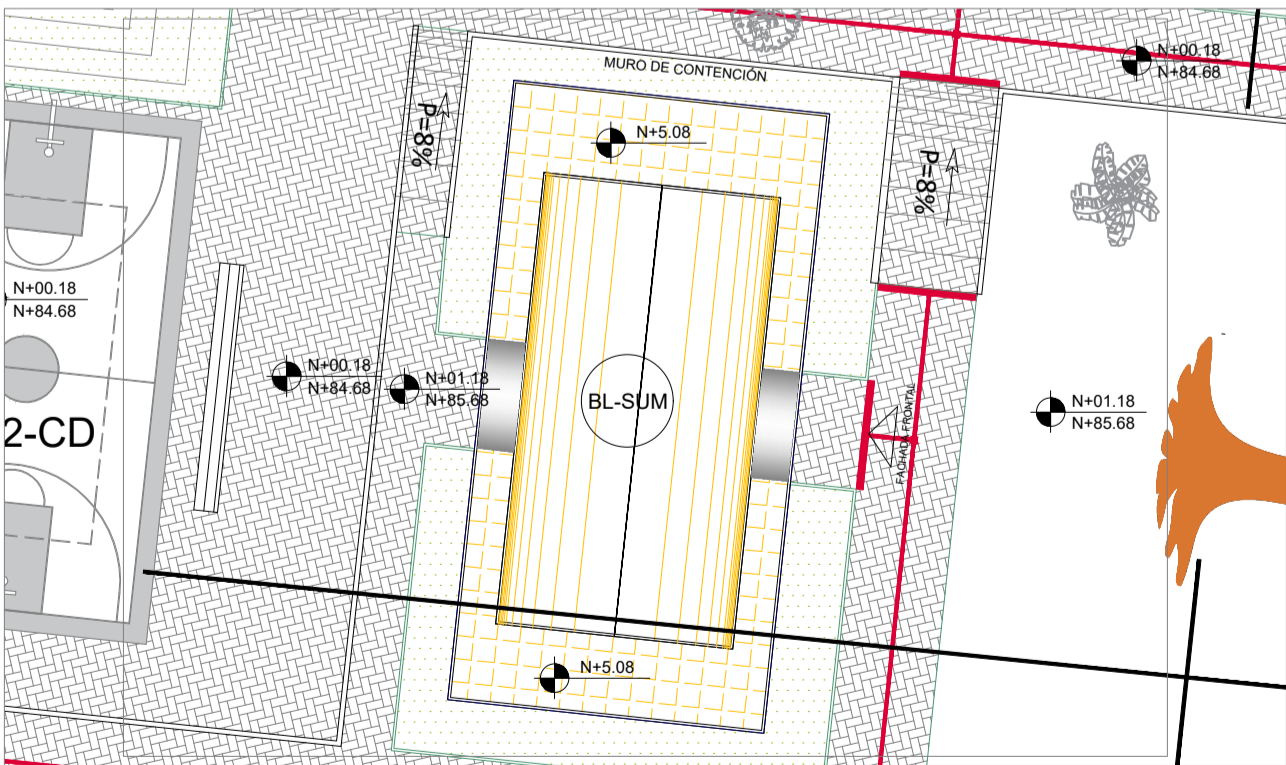 N+00.18
N+84.68
MURO DE CONTENCIÓN
P=8%
N+5.08
P=8%
N+00.18
N+84.68
N+00.18
N+84.68
N+01.18
N+85.68
BL-SUM
FACHADA FRONTAL
N+01.18
N+85.68
2-CD
N+5.08